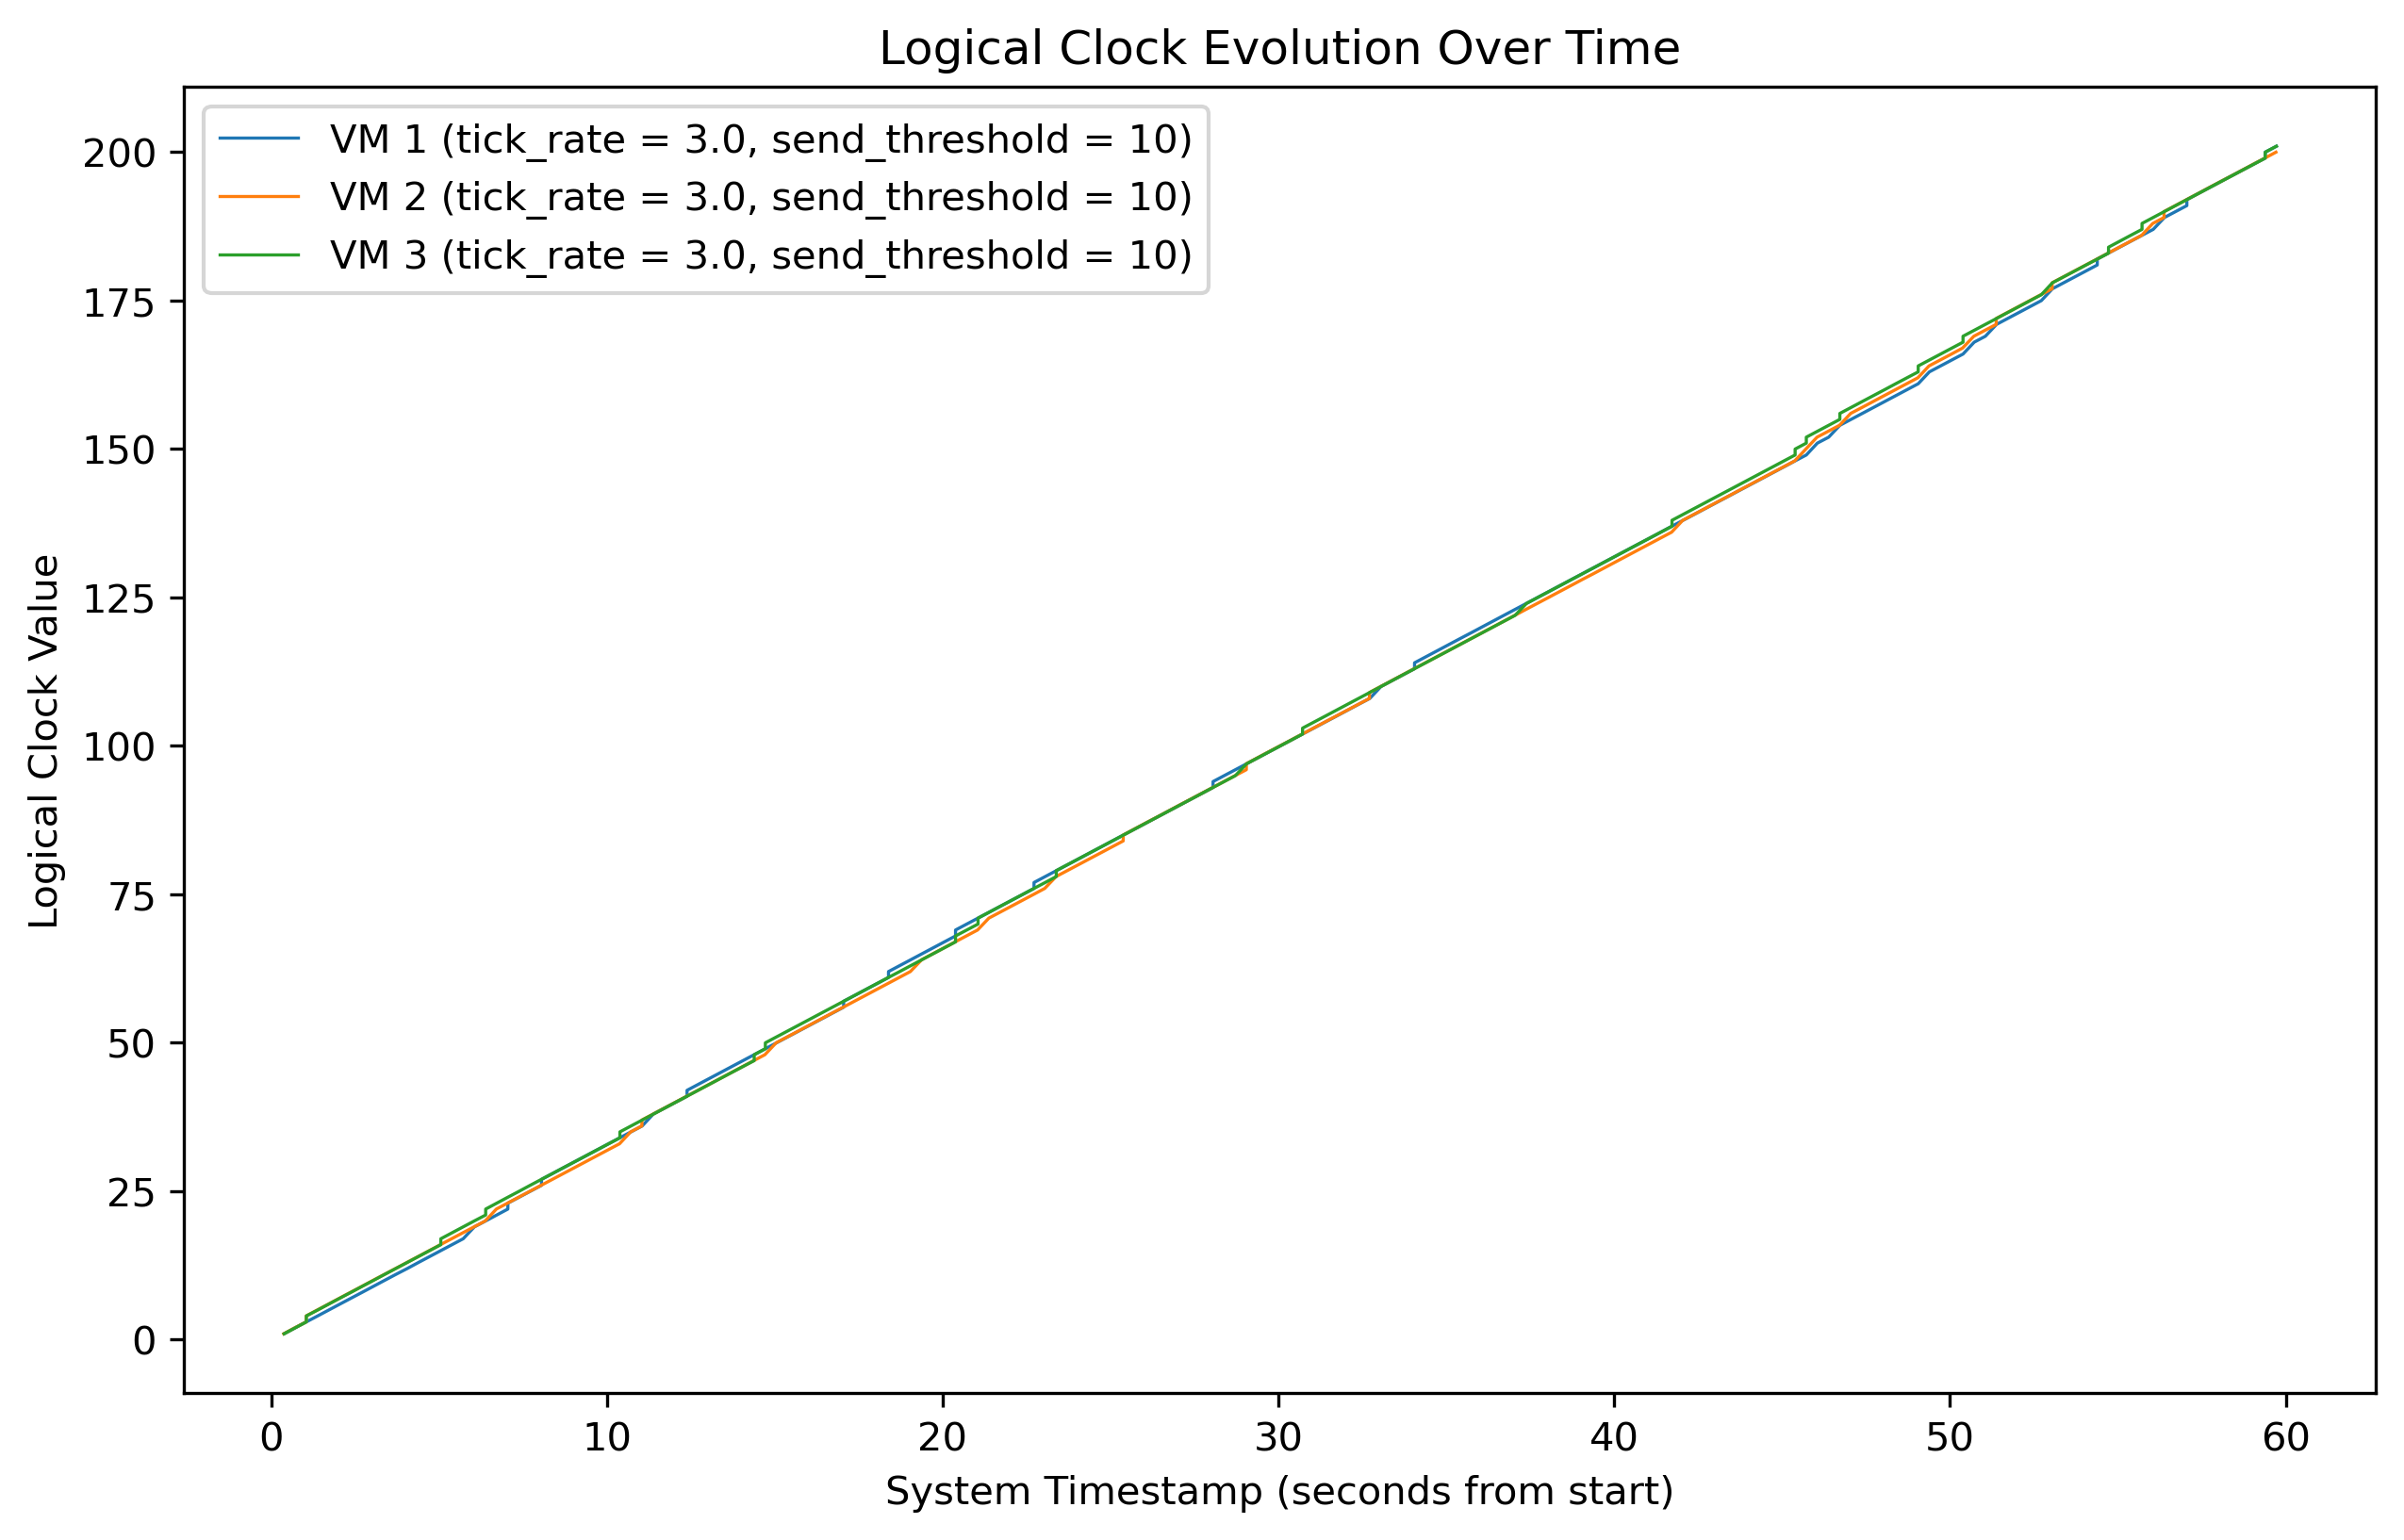 Logical Clock Evolution Over Time
VM 1 (tick_rate = 3.0, send_threshold = 10)
VM 2 (tick_rate = 3.0, send_threshold = 10)
VM 3 (tick_rate = 3.0, send_threshold = 10)
Logical Clock Value
200
175
150
125
100
75
50
25
0
0 10 20 30 40 50 60
System Timestamp (seconds from start)